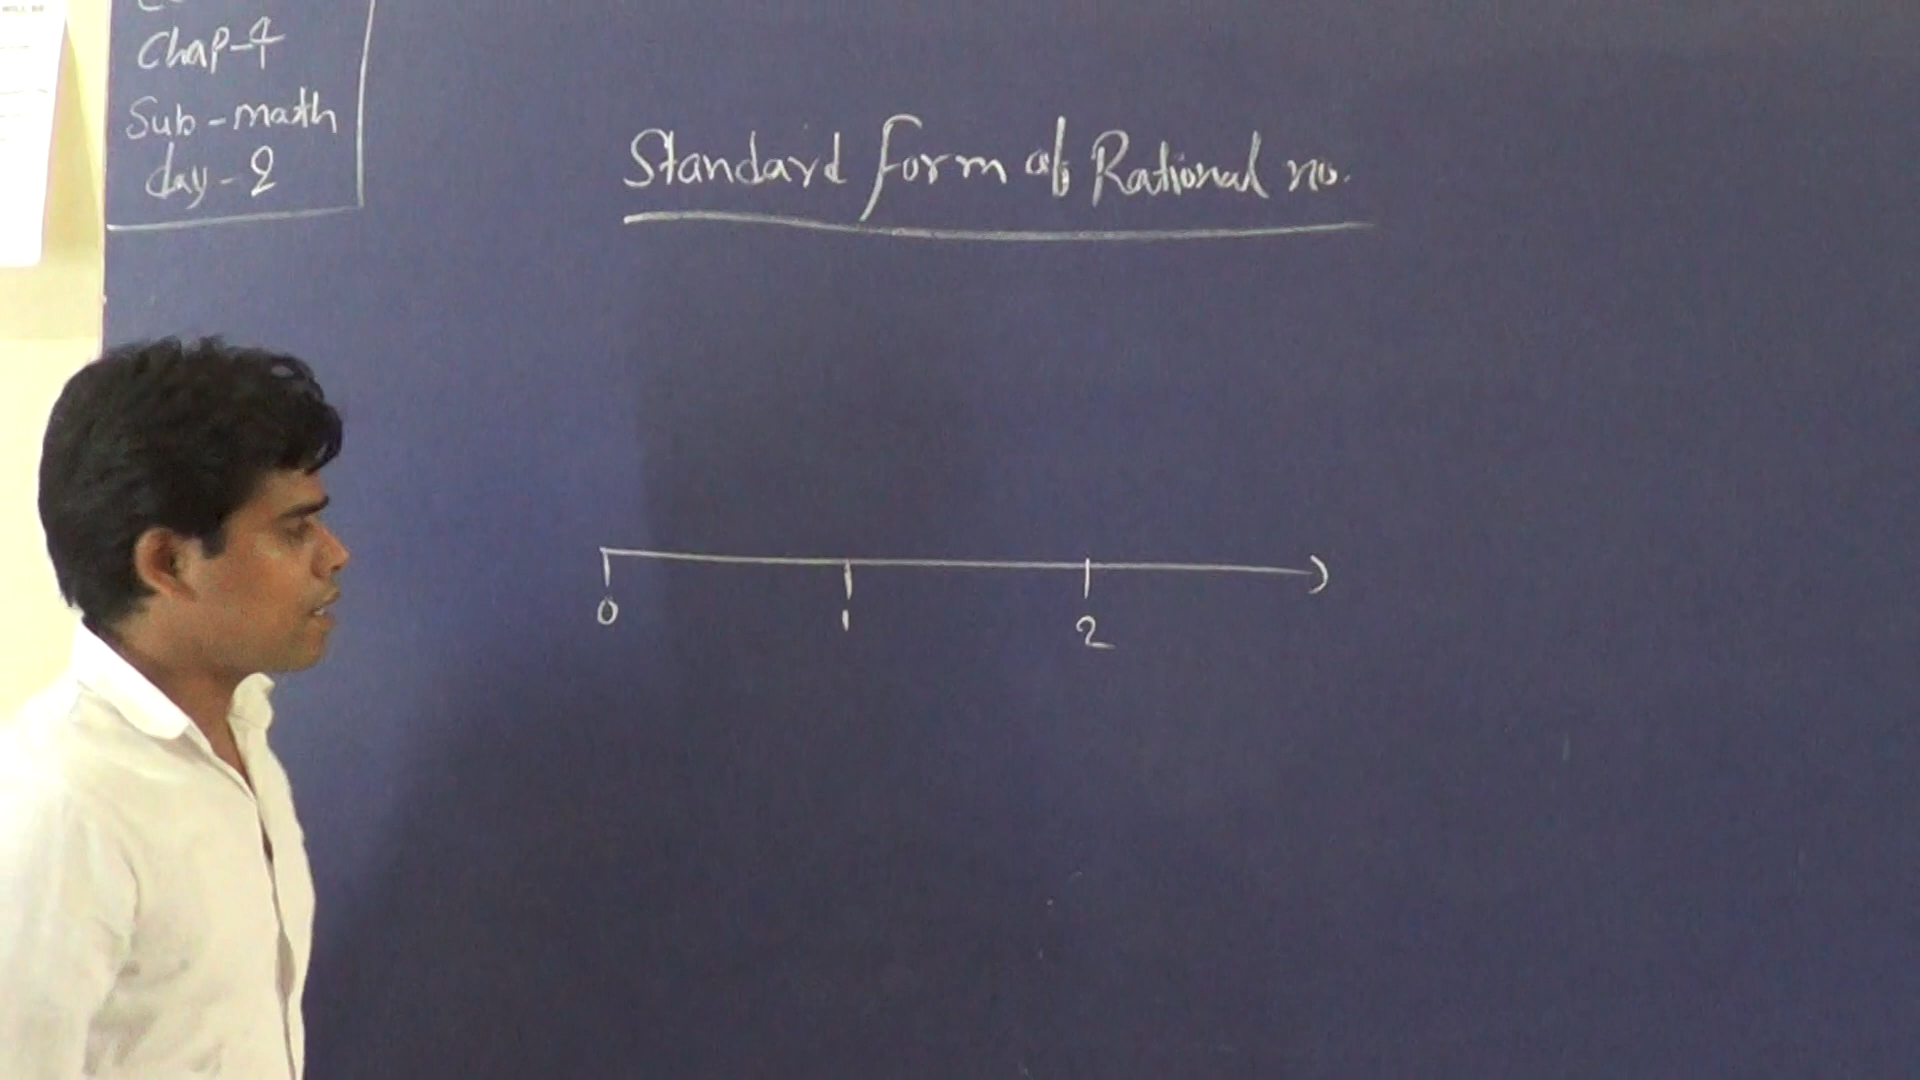 Chap-4
Sub-math
day-2
Standard form of Rational no.
0 1 2